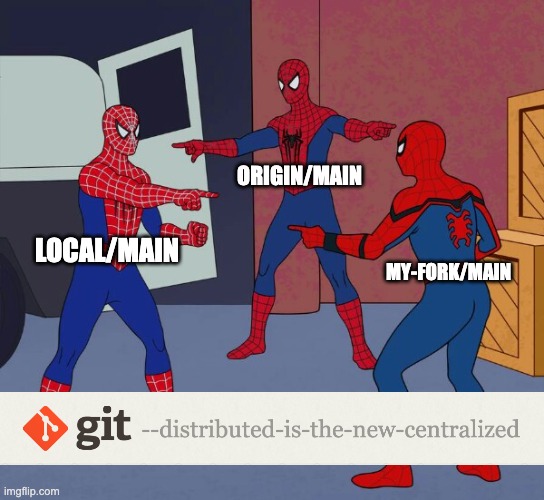 ORIGIN/MAIN
LOCAL/MAIN
MY-FORK/MAIN
git --distributed-is-the-new-centralized
imgflip.com